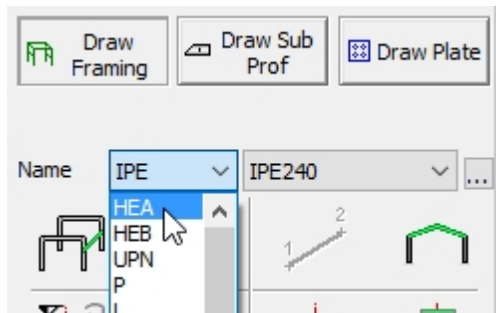 Draw Framing
Draw Sub Prof
Draw Plate
Name IPE IPE240 ...
HEA
HEB
UPN
P
2
1